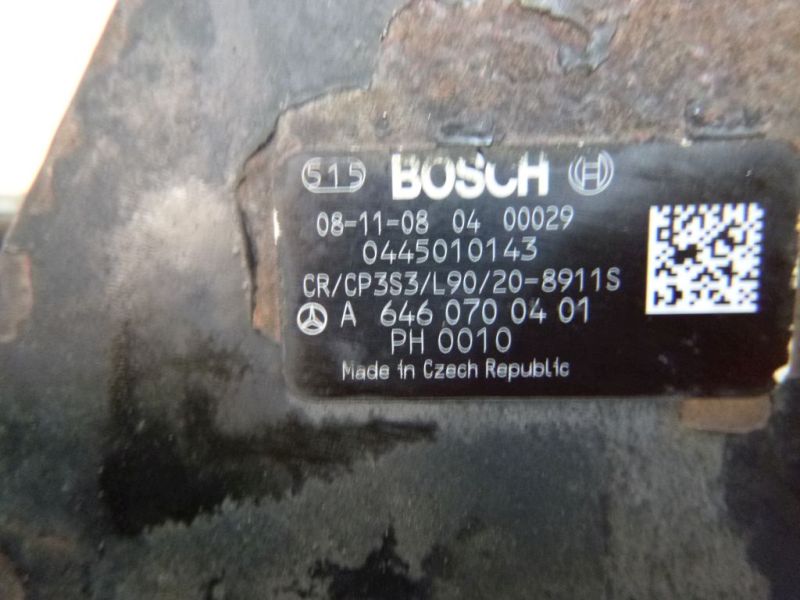 515 BOSCH
08-11-08 04 00029
0445010143
CR/CP3S3/L90/20-8911S
A 646 070 04 01
PH 0010
Made in Czech Republic